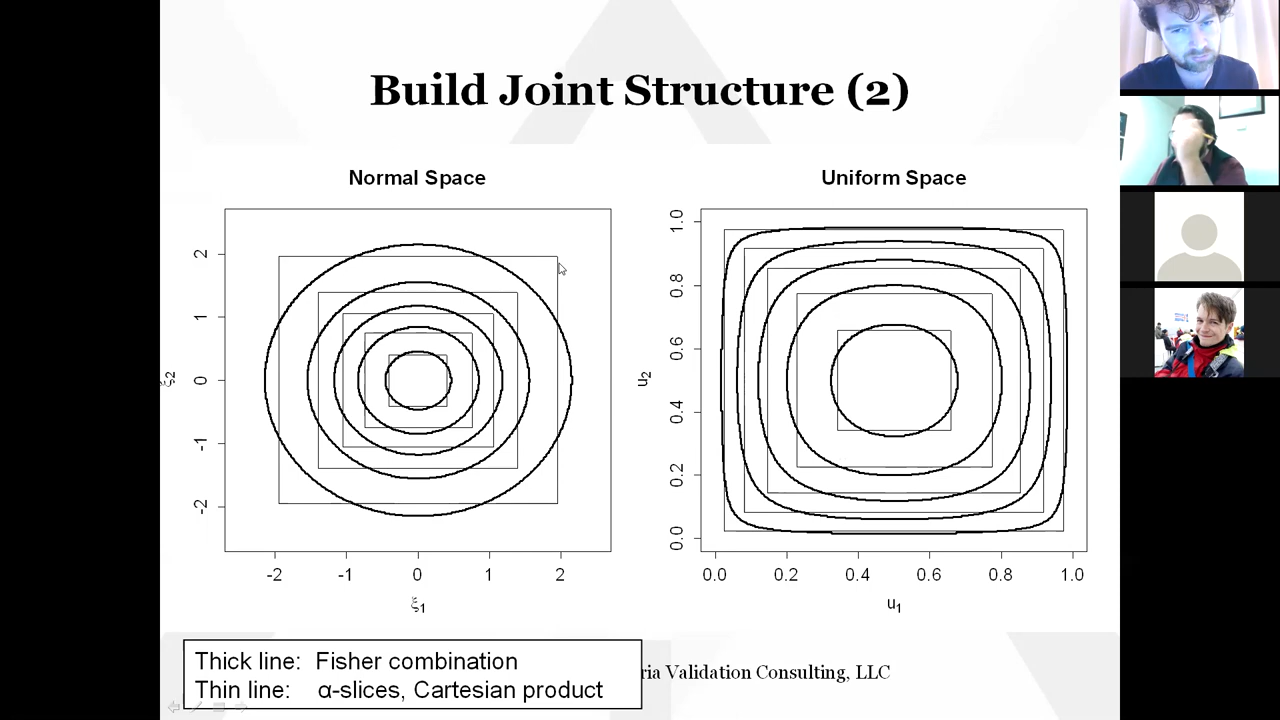 Build Joint Structure (2)
Normal Space
Uniform Space
2
1
0
-1
-2
ξ2
-2 -1 0 1 2
ξ1
1.0
0.8
0.6
0.4
0.2
0.0
u2
0.0 0.2 0.4 0.6 0.8 1.0
u1
Thick line: Fisher combination
Thin line: α-slices, Cartesian product
ria Validation Consulting, LLC